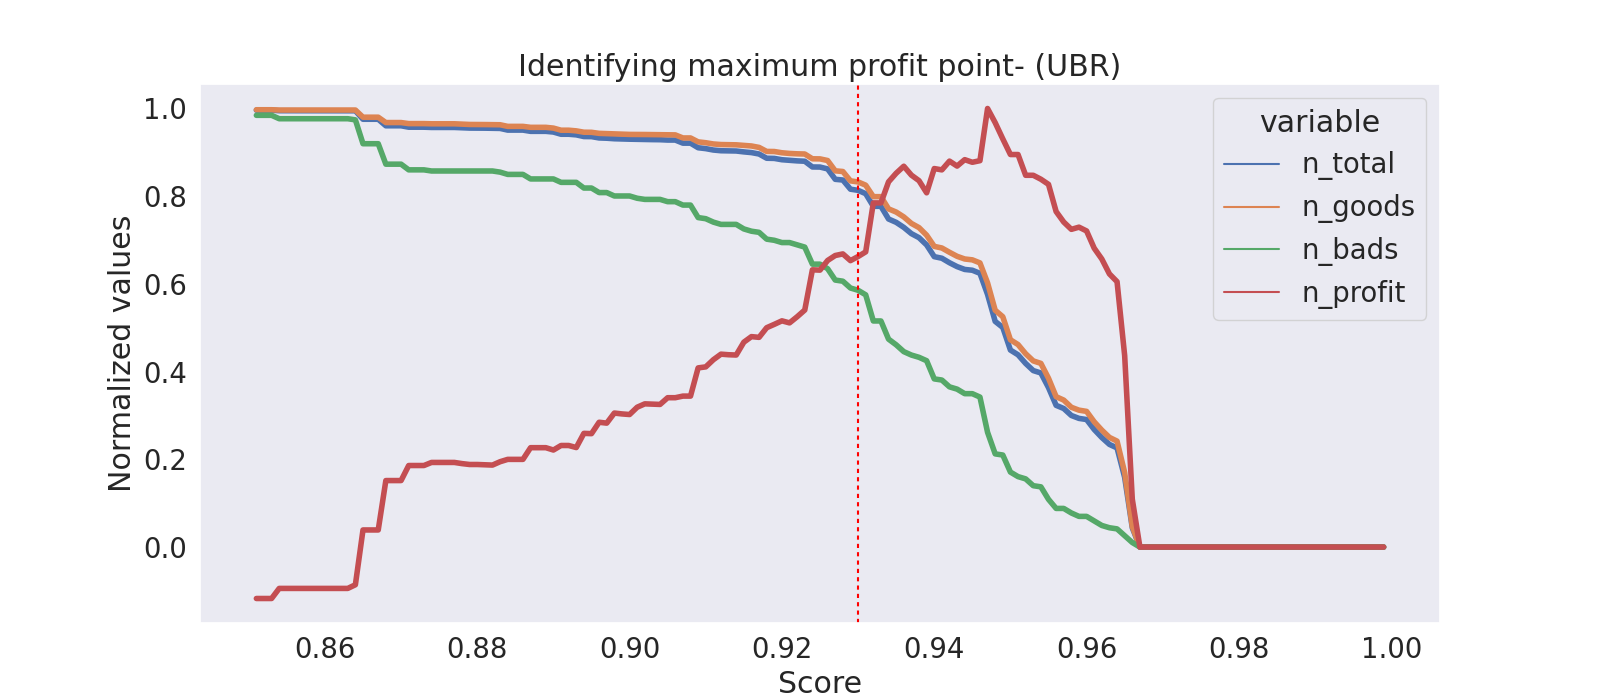 Identifying maximum profit point- (UBR)
1.0
0.8
0.6
0.4
0.2
0.0
Normalized values
variable
n_total
n_goods
n_bads
n_profit
0.86 0.88 0.90 0.92 0.94 0.96 0.98 1.00
Score